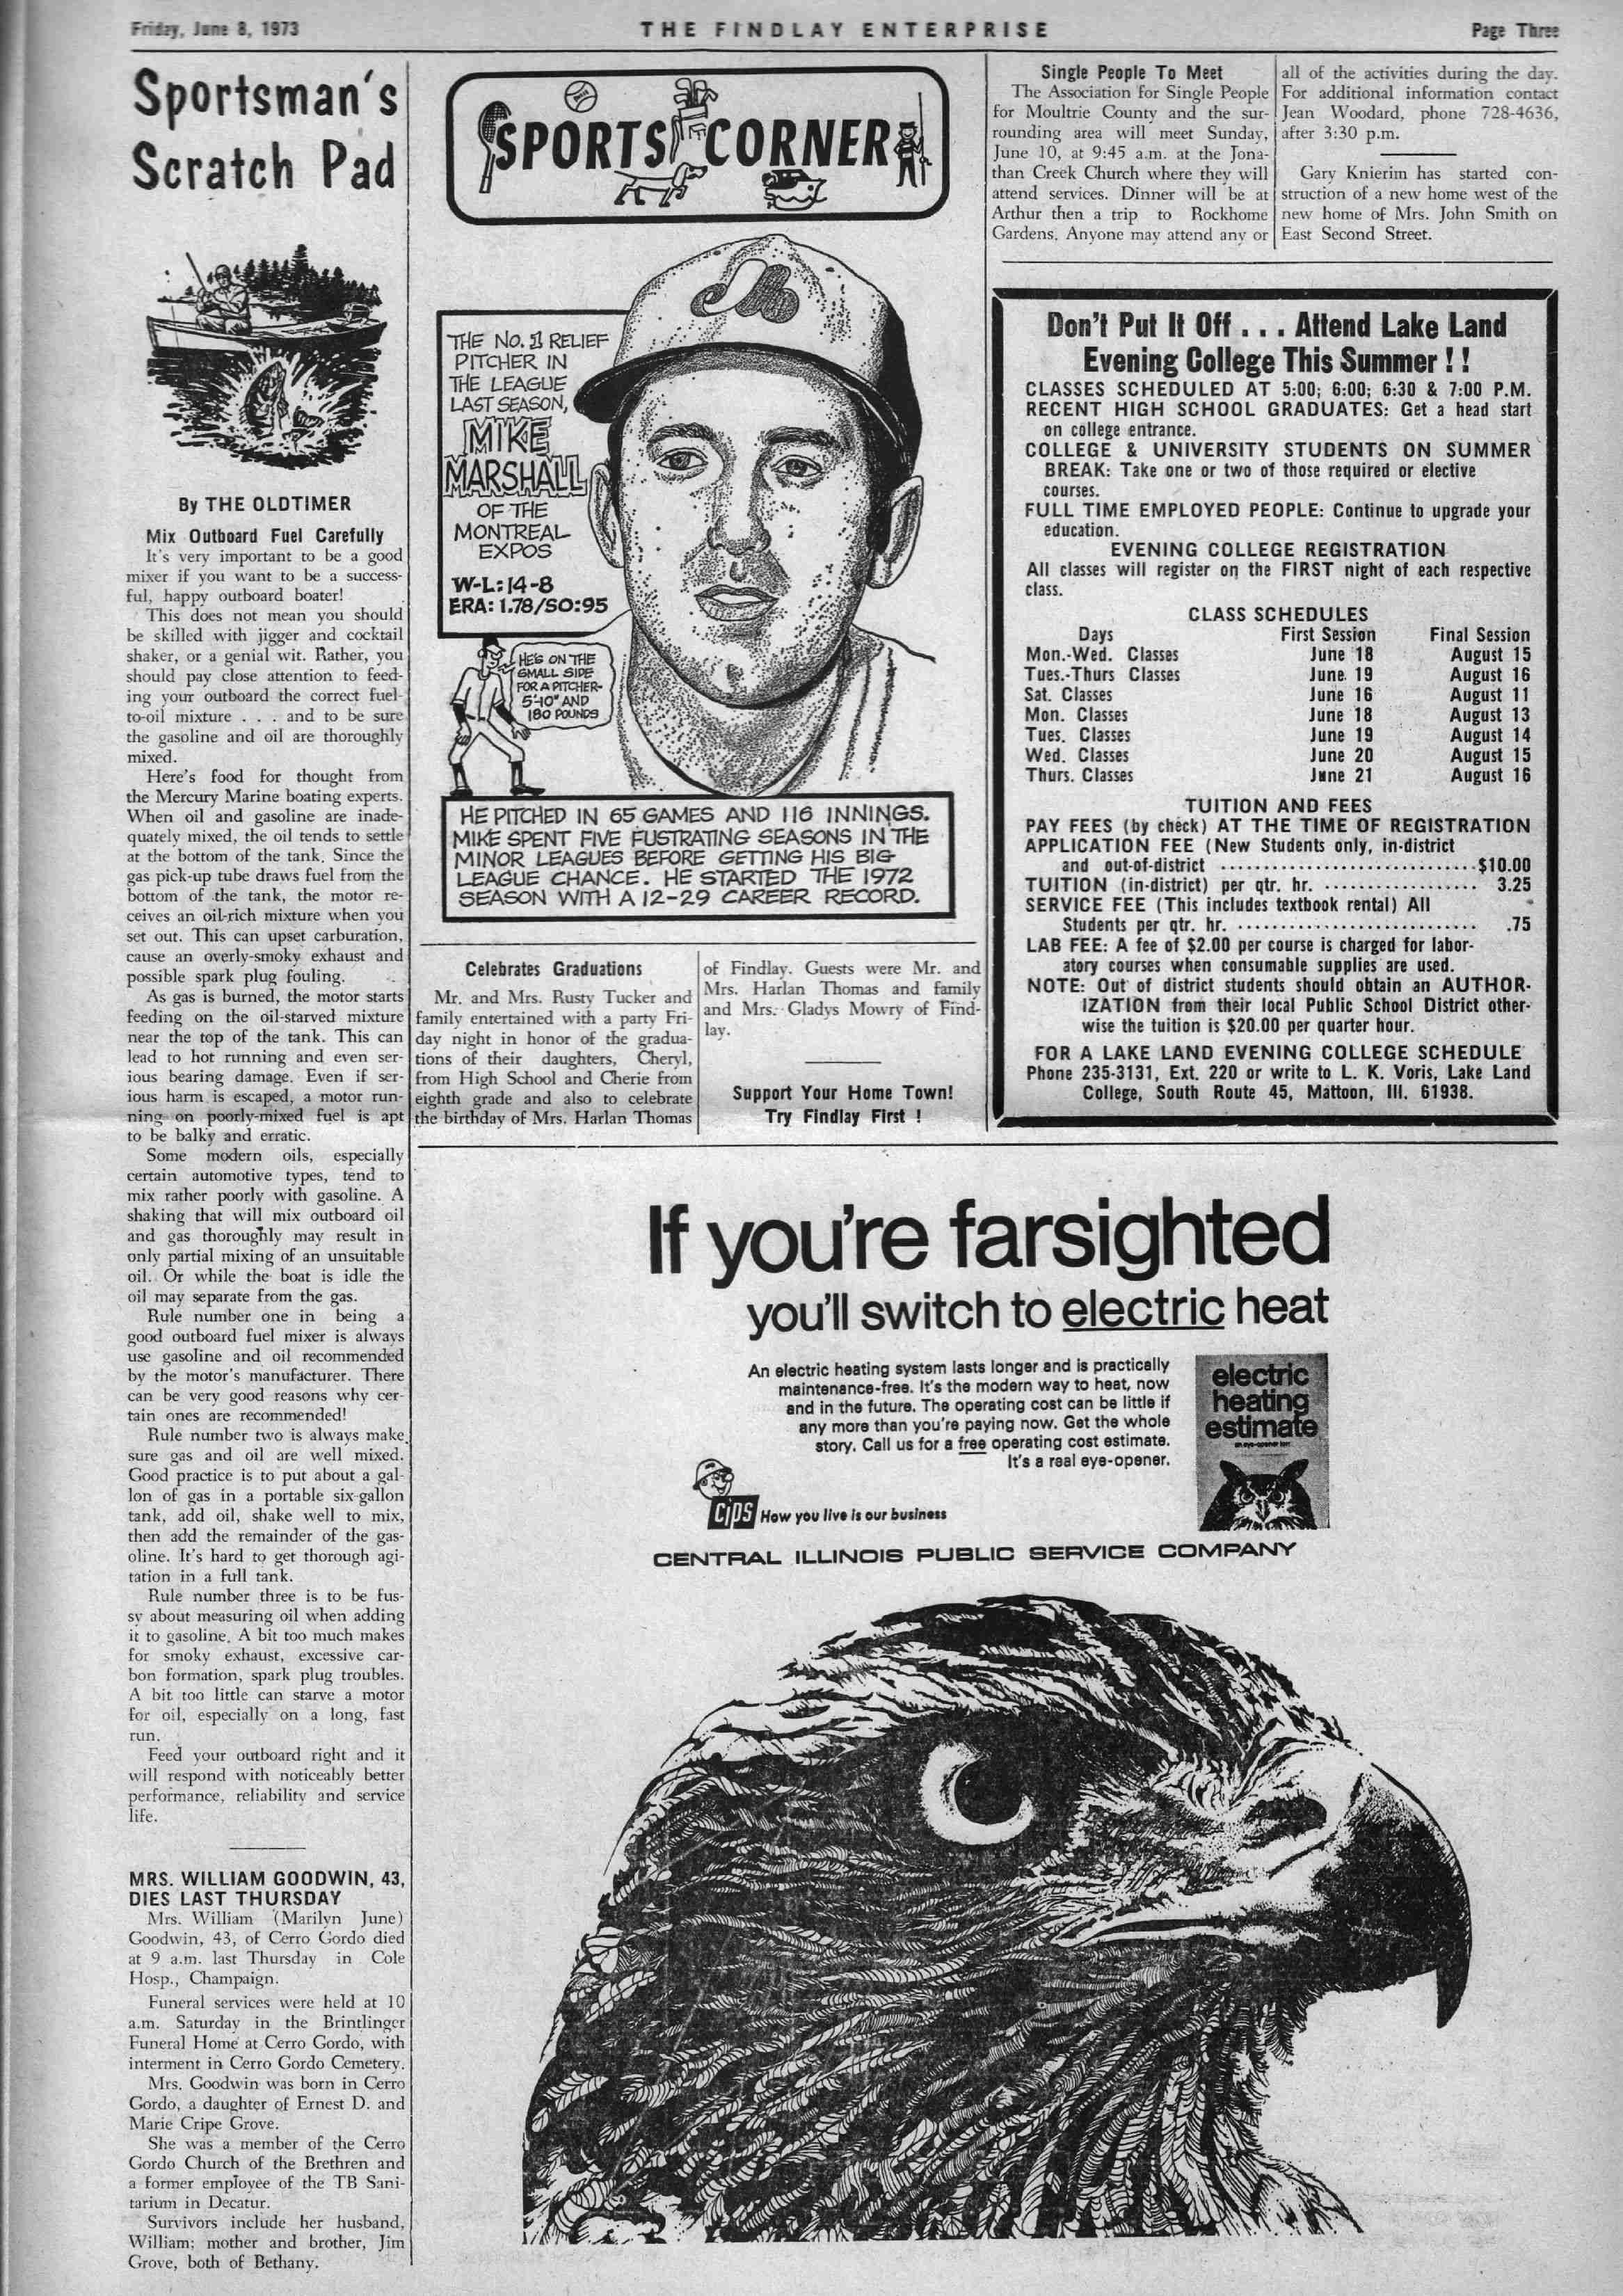 Friday, June 8, 1973
THE FINDLAY ENTERPRISE
Page Three
Sportsman's
Scratch Pad
By THE OLDTIMER
Mix Outboard Fuel Carefully
It's very important to be a good
mixer if you want to be a success-
ful, happy outboard boater!
This does not mean you should
be skilled with jigger and cocktail
shaker, or a genial wit. Rather, you
should pay close attention to feed-
ing your outboard the correct fuel-
to-oil mixture . . . and to be sure
the gasoline and oil are thoroughly
mixed.
Here's food for thought from
the Mercury Marine boating experts.
When oil and gasoline are inade-
quately mixed, the oil tends to settle
at the bottom of the tank. Since the
gas pick-up tube draws fuel from the
bottom of the tank, the motor re-
ceives an oil-rich mixture when you
set out. This can upset carburation,
cause an overly-smoky exhaust and
possible spark plug fouling.
As gas is burned, the motor starts
feeding on the oil-starved mixture
near the top of the tank. This can
lead to hot running and even ser-
ious bearing damage. Even if ser-
ious harm is escaped, a motor run-
ning on poorly-mixed fuel is apt
to be balky and erratic.
Some modern oils, especially
certain automotive types, tend to
mix rather poorly with gasoline. A
shaking that will mix outboard oil
and gas thoroughly may result in
only partial mixing of an unsuitable
oil. Or while the boat is idle the
oil may separate from the gas.
Rule number one in being a
good outboard fuel mixer is always
use gasoline and oil recommended
by the motor's manufacturer. There
can be very good reasons why cer-
tain ones are recommended!
Rule number two is always make
sure gas and oil are well mixed.
Good practice is to put about a gal-
lon of gas in a portable six-gallon
tank, add oil, shake well to mix,
then add the remainder of the gas-
oline. It's hard to get thorough agi-
tation in a full tank.
Rule number three is to be fus-
sy about measuring oil when adding
it to gasoline. A bit too much makes
for smoky exhaust, excessive car-
bon formation, spark plug troubles.
A bit too little can starve a motor
for oil, especially on a long, fast
run.
Feed your outboard right and it
will respond with noticeably better
performance, reliability and service
life.
MRS. WILLIAM GOODWIN, 43,
DIES LAST THURSDAY
Mrs. William (Marilyn June)
Goodwin, 43, of Cerro Gordo died
at 9 a.m. last Thursday in Cole
Hosp., Champaign.
Funeral services were held at 10
a.m. Saturday in the Brintlinger
Funeral Home at Cerro Gordo, with
interment in Cerro Gordo Cemetery.
Mrs. Goodwin was born in Cerro
Gordo, a daughter of Ernest D. and
Marie Cripe Grove.
She was a member of the Cerro
Gordo Church of the Brethren and
a former employee of the TB Sani-
tarium in Decatur.
Survivors include her husband,
William; mother and brother, Jim
Grove, both of Bethany.
SPORTS CORNER
THE NO. 1 RELIEF
PITCHER IN
THE LEAGUE
LAST SEASON,
MIKE
MARSHALL
OF THE
MONTREAL
EXPOS
W-L: 14-8
ERA: 1.78/SO:95
HE'S ON THE
SMALL SIDE
FOR A PITCHER-
5'-10" AND
180 POUNDS
HE PITCHED IN 65 GAMES AND 116 INNINGS.
MIKE SPENT FIVE FUSTRATING SEASONS IN THE
MINOR LEAGUES BEFORE GETTING HIS BIG
LEAGUE CHANCE. HE STARTED THE 1972
SEASON WITH A 12-29 CAREER RECORD.
Celebrates Graduations
Mr. and Mrs. Rusty Tucker and
family entertained with a party Fri-
day night in honor of the gradua-
tions of their daughters, Cheryl,
from High School and Cherie from
eighth grade and also to celebrate
the birthday of Mrs. Harlan Thomas
of Findlay. Guests were Mr. and
Mrs. Harlan Thomas and family
and Mrs. Gladys Mowry of Find-
lay.
Support Your Home Town!
Try Findlay First !
Single People To Meet
The Association for Single People
for Moultrie County and the sur-
rounding area will meet Sunday,
June 10, at 9:45 a.m. at the Jona-
than Creek Church where they will
attend services. Dinner will be at
Arthur then a trip to Rockhome
Gardens. Anyone may attend any or
all of the activities during the day.
For additional information contact
Jean Woodard, phone 728-4636,
after 3:30 p.m.
Gary Knierim has started con-
struction of a new home west of the
new home of Mrs. John Smith on
East Second Street.
Don't Put It Off . . . Attend Lake Land
Evening College This Summer ! !
CLASSES SCHEDULED AT 5:00; 6:00; 6:30 & 7:00 P.M.
RECENT HIGH SCHOOL GRADUATES: Get a head start
on college entrance.
COLLEGE & UNIVERSITY STUDENTS ON SUMMER
BREAK: Take one or two of those required or elective
courses.
FULL TIME EMPLOYED PEOPLE: Continue to upgrade your
education.
EVENING COLLEGE REGISTRATION
All classes will register on the FIRST night of each respective
class.
CLASS SCHEDULES
Days First Session Final Session
Mon.-Wed. Classes June 18 August 15
Tues.-Thurs Classes June 19 August 16
Sat. Classes June 16 August 11
Mon. Classes June 18 August 13
Tues. Classes June 19 August 14
Wed. Classes June 20 August 15
Thurs. Classes June 21 August 16
TUITION AND FEES
PAY FEES (by check) AT THE TIME OF REGISTRATION
APPLICATION FEE (New Students only, in-district
and out-of-district ........ $10.00
TUITION (in-district) per qtr. hr. ........ 3.25
SERVICE FEE (This includes textbook rental) All
Students per qtr. hr. ........ .75
LAB FEE: A fee of $2.00 per course is charged for labor-
atory courses when consumable supplies are used.
NOTE: Out of district students should obtain an AUTHOR-
IZATION from their local Public School District other-
wise the tuition is $20.00 per quarter hour.
FOR A LAKE LAND EVENING COLLEGE SCHEDULE
Phone 235-3131, Ext. 220 or write to L. K. Voris, Lake Land
College, South Route 45, Mattoon, Ill. 61938.
If you're farsighted
you'll switch to electric heat
An electric heating system lasts longer and is practically
maintenance-free. It's the modern way to heat, now
and in the future. The operating cost can be little if
any more than you're paying now. Get the whole
story. Call us for a free operating cost estimate.
It's a real eye-opener.
electric
heating
estimate
CIPS How you live is our business
CENTRAL ILLINOIS PUBLIC SERVICE COMPANY